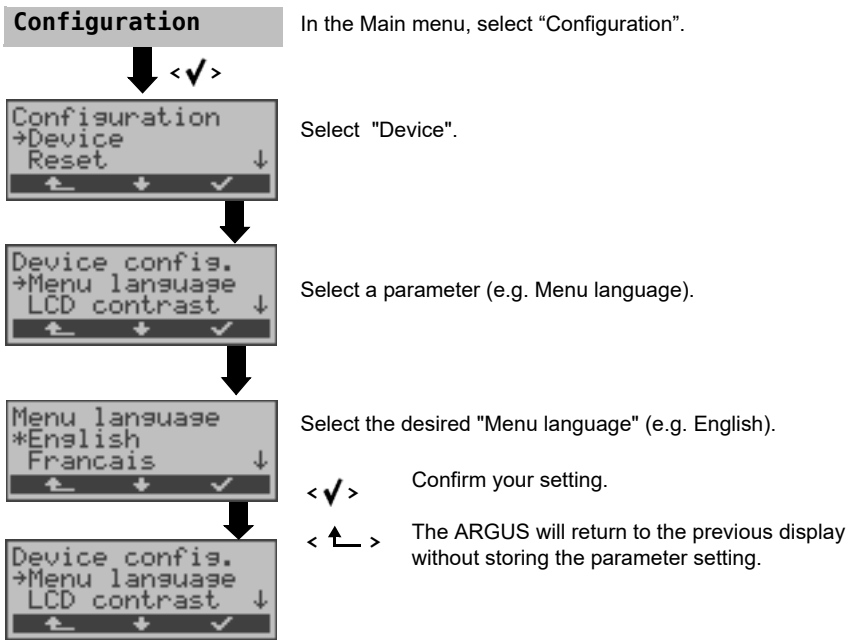 Configuration
In the Main menu, select “Configuration”.
<✓>
Configuration
→Device
Reset ↓
Select "Device".
Device config.
→Menu language
LCD contrast ↓
Select a parameter (e.g. Menu language).
Menu language
*English
Francais ↓
Select the desired "Menu language" (e.g. English).
<✓> Confirm your setting.
< > The ARGUS will return to the previous display
without storing the parameter setting.
Device config.
→Menu language
LCD contrast ↓